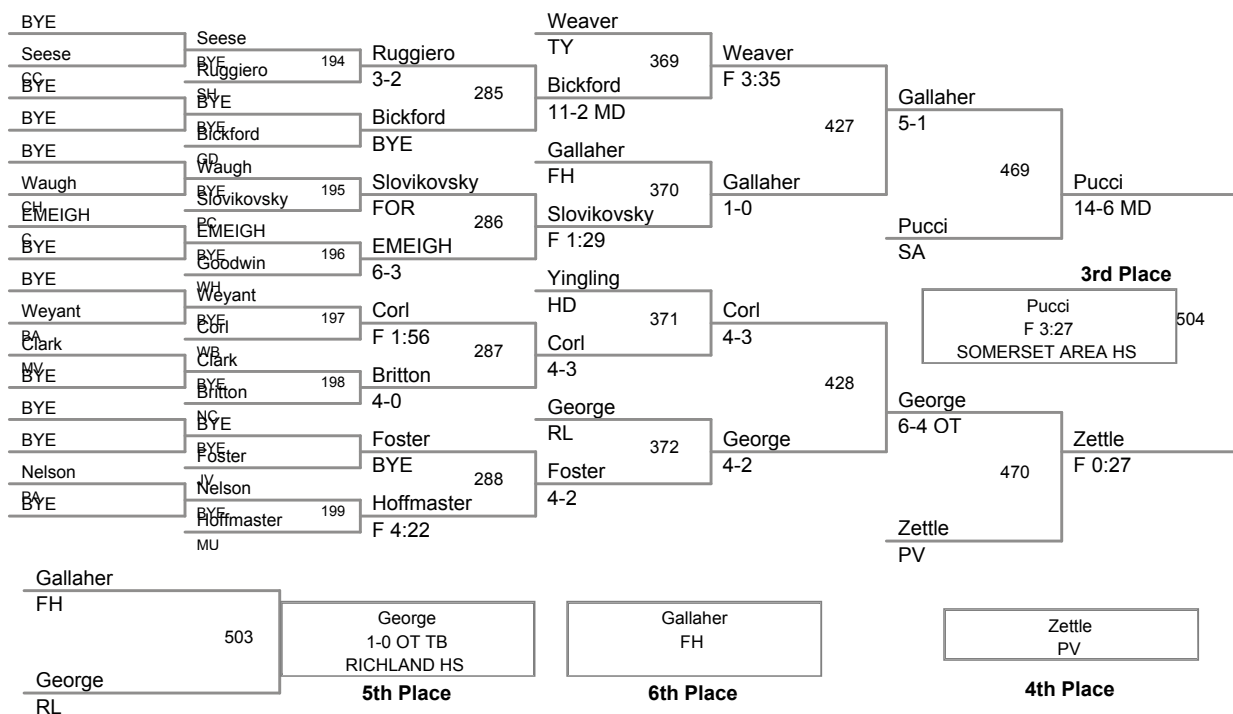 BYE
Seese
CC
BYE
BYE
BYE
Waugh
CH
EMEIGH
C
BYE
BYE
Weyant
BA
Clark
MV
BYE
BYE
BYE
Nelson
BA
BYE
Seese
BYE
194
Ruggiero
SH
BYE
BYE
Bickford
GD
Waugh
BYE
195
Slovikovsky
PC
EMEIGH
BYE
196
Goodwin
WH
Weyant
BYE
197
Corl
WB
Clark
BYE
198
Britton
NC
BYE
BYE
Foster
JV
Nelson
BYE
199
Hoffmaster
MU
Ruggiero
3-2
285
Bickford
BYE
Slovikovsky
FOR
286
EMEIGH
6-3
Corl
F 1:56
287
Britton
4-0
Foster
BYE
288
Hoffmaster
F 4:22
Weaver
TY
369
Bickford
11-2 MD
Gallaher
FH
370
Slovikovsky
F 1:29
Yingling
HD
371
Corl
4-3
George
RL
372
Foster
4-2
Weaver
F 3:35
427
Gallaher
1-0
Corl
4-3
428
George
4-2
Gallaher
5-1
469
Pucci
SA
George
6-4 OT
470
Zettle
PV
Pucci
14-6 MD
3rd Place
Pucci
F 3:27
SOMERSET AREA HS
504
Zettle
F 0:27
Gallaher
FH
503
George
RL
George
1-0 OT TB
RICHLAND HS
5th Place
Gallaher
FH
6th Place
Zettle
PV
4th Place